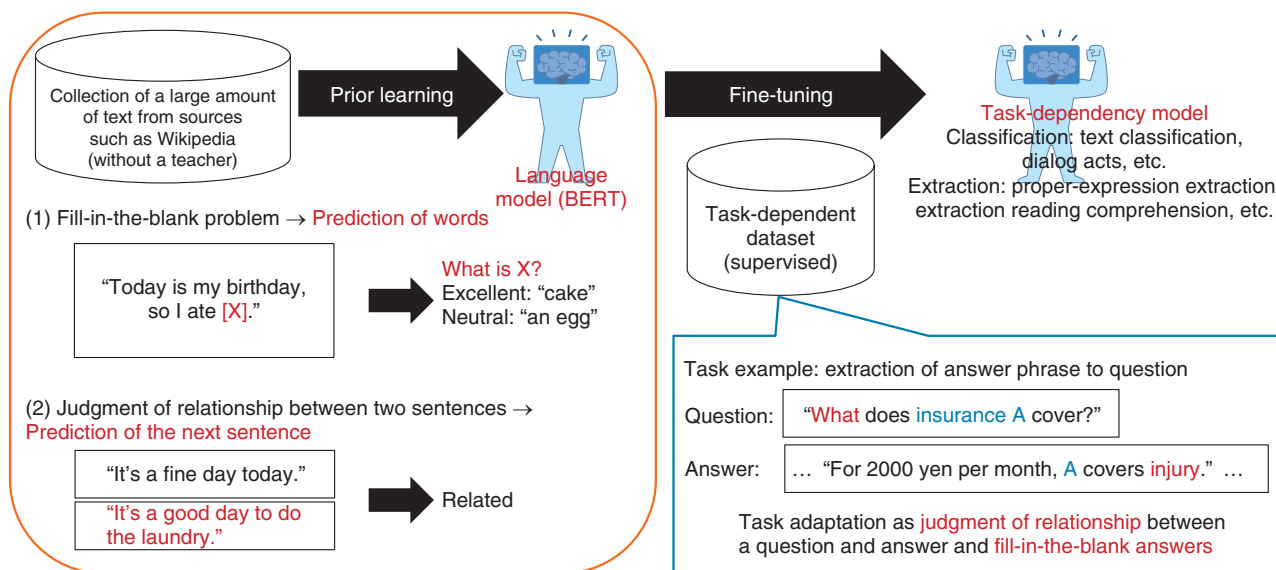 Collection of a large amount
of text from sources
such as Wikipedia
(without a teacher)
Prior learning
Language
model (BERT)
(1) Fill-in-the-blank problem → Prediction of words
“Today is my birthday,
so I ate [X].”
What is X?
Excellent: “cake”
Neutral: “an egg”
(2) Judgment of relationship between two sentences →
Prediction of the next sentence
“It’s a fine day today.”
“It’s a good day to do
the laundry.”
Related
Fine-tuning
Task-dependency model
Classification: text classification,
dialog acts, etc.
Extraction: proper-expression extraction
extraction reading comprehension, etc.
Task-dependent
dataset
(supervised)
Task example: extraction of answer phrase to question
Question: “What does insurance A cover?”
Answer: … “For 2000 yen per month, A covers injury.” …
Task adaptation as judgment of relationship between
a question and answer and fill-in-the-blank answers